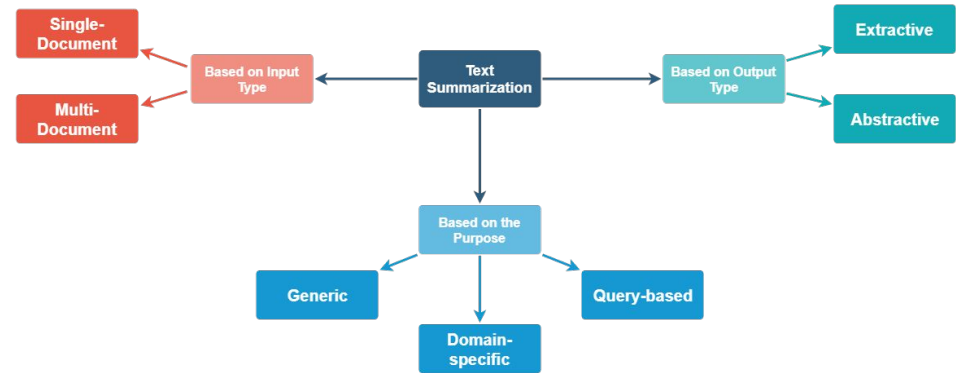 Single-
Document
Based on Input
Type
Multi-
Document
Text
Summarization
Based on Output
Type
Extractive
Abstractive
Based on the
Purpose
Generic
Domain-
specific
Query-based